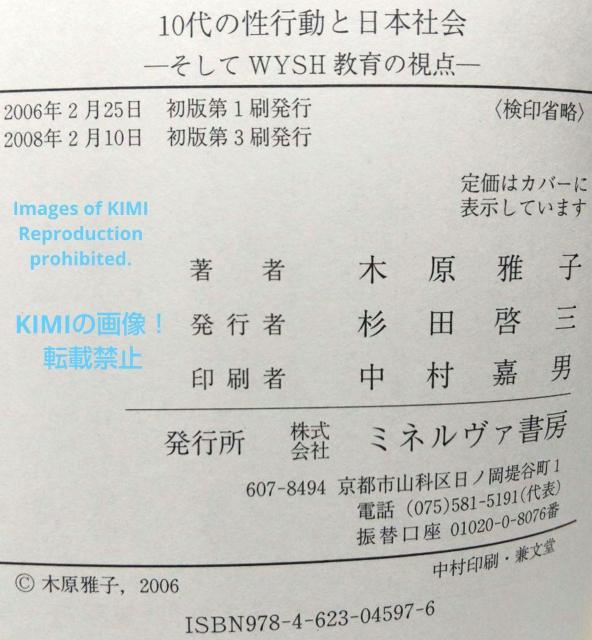 10代の性行動と日本社会
—そしてWYSH教育の視点—
2006年2月25日 初版第1刷発行 〈検印省略〉
2008年2月10日 初版第3刷発行
定価はカバーに
表示しています
Images of KIMI
Reproduction
prohibited.
KIMIの画像！
転載禁止
著者 木原雅子
発行者 杉田啓三
印刷者 中村嘉男
発行所 株式会社 ミネルヴァ書房
607-8494 京都市山科区日ノ岡堤谷町1
電話 (075)581-5191(代表)
振替口座 01020-0-8076番
© 木原雅子, 2006 中村印刷・兼文堂
ISBN978-4-623-04597-6